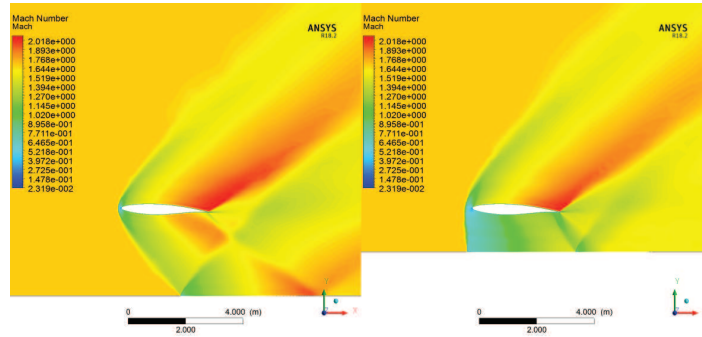 Mach Number
Mach
2.018e+000
1.893e+000
1.768e+000
1.644e+000
1.519e+000
1.394e+000
1.270e+000
1.145e+000
1.020e+000
8.958e-001
7.711e-001
6.465e-001
5.218e-001
3.972e-001
2.725e-001
1.478e-001
2.319e-002
ANSYS
R18.2
Y
X
Z
0 4.000 (m)
2.000
Mach Number
Mach
2.018e+000
1.893e+000
1.768e+000
1.644e+000
1.519e+000
1.394e+000
1.270e+000
1.145e+000
1.020e+000
8.958e-001
7.711e-001
6.465e-001
5.218e-001
3.972e-001
2.725e-001
1.478e-001
2.319e-002
ANSYS
R18.2
Y
X
Z
0 4.000 (m)
2.000